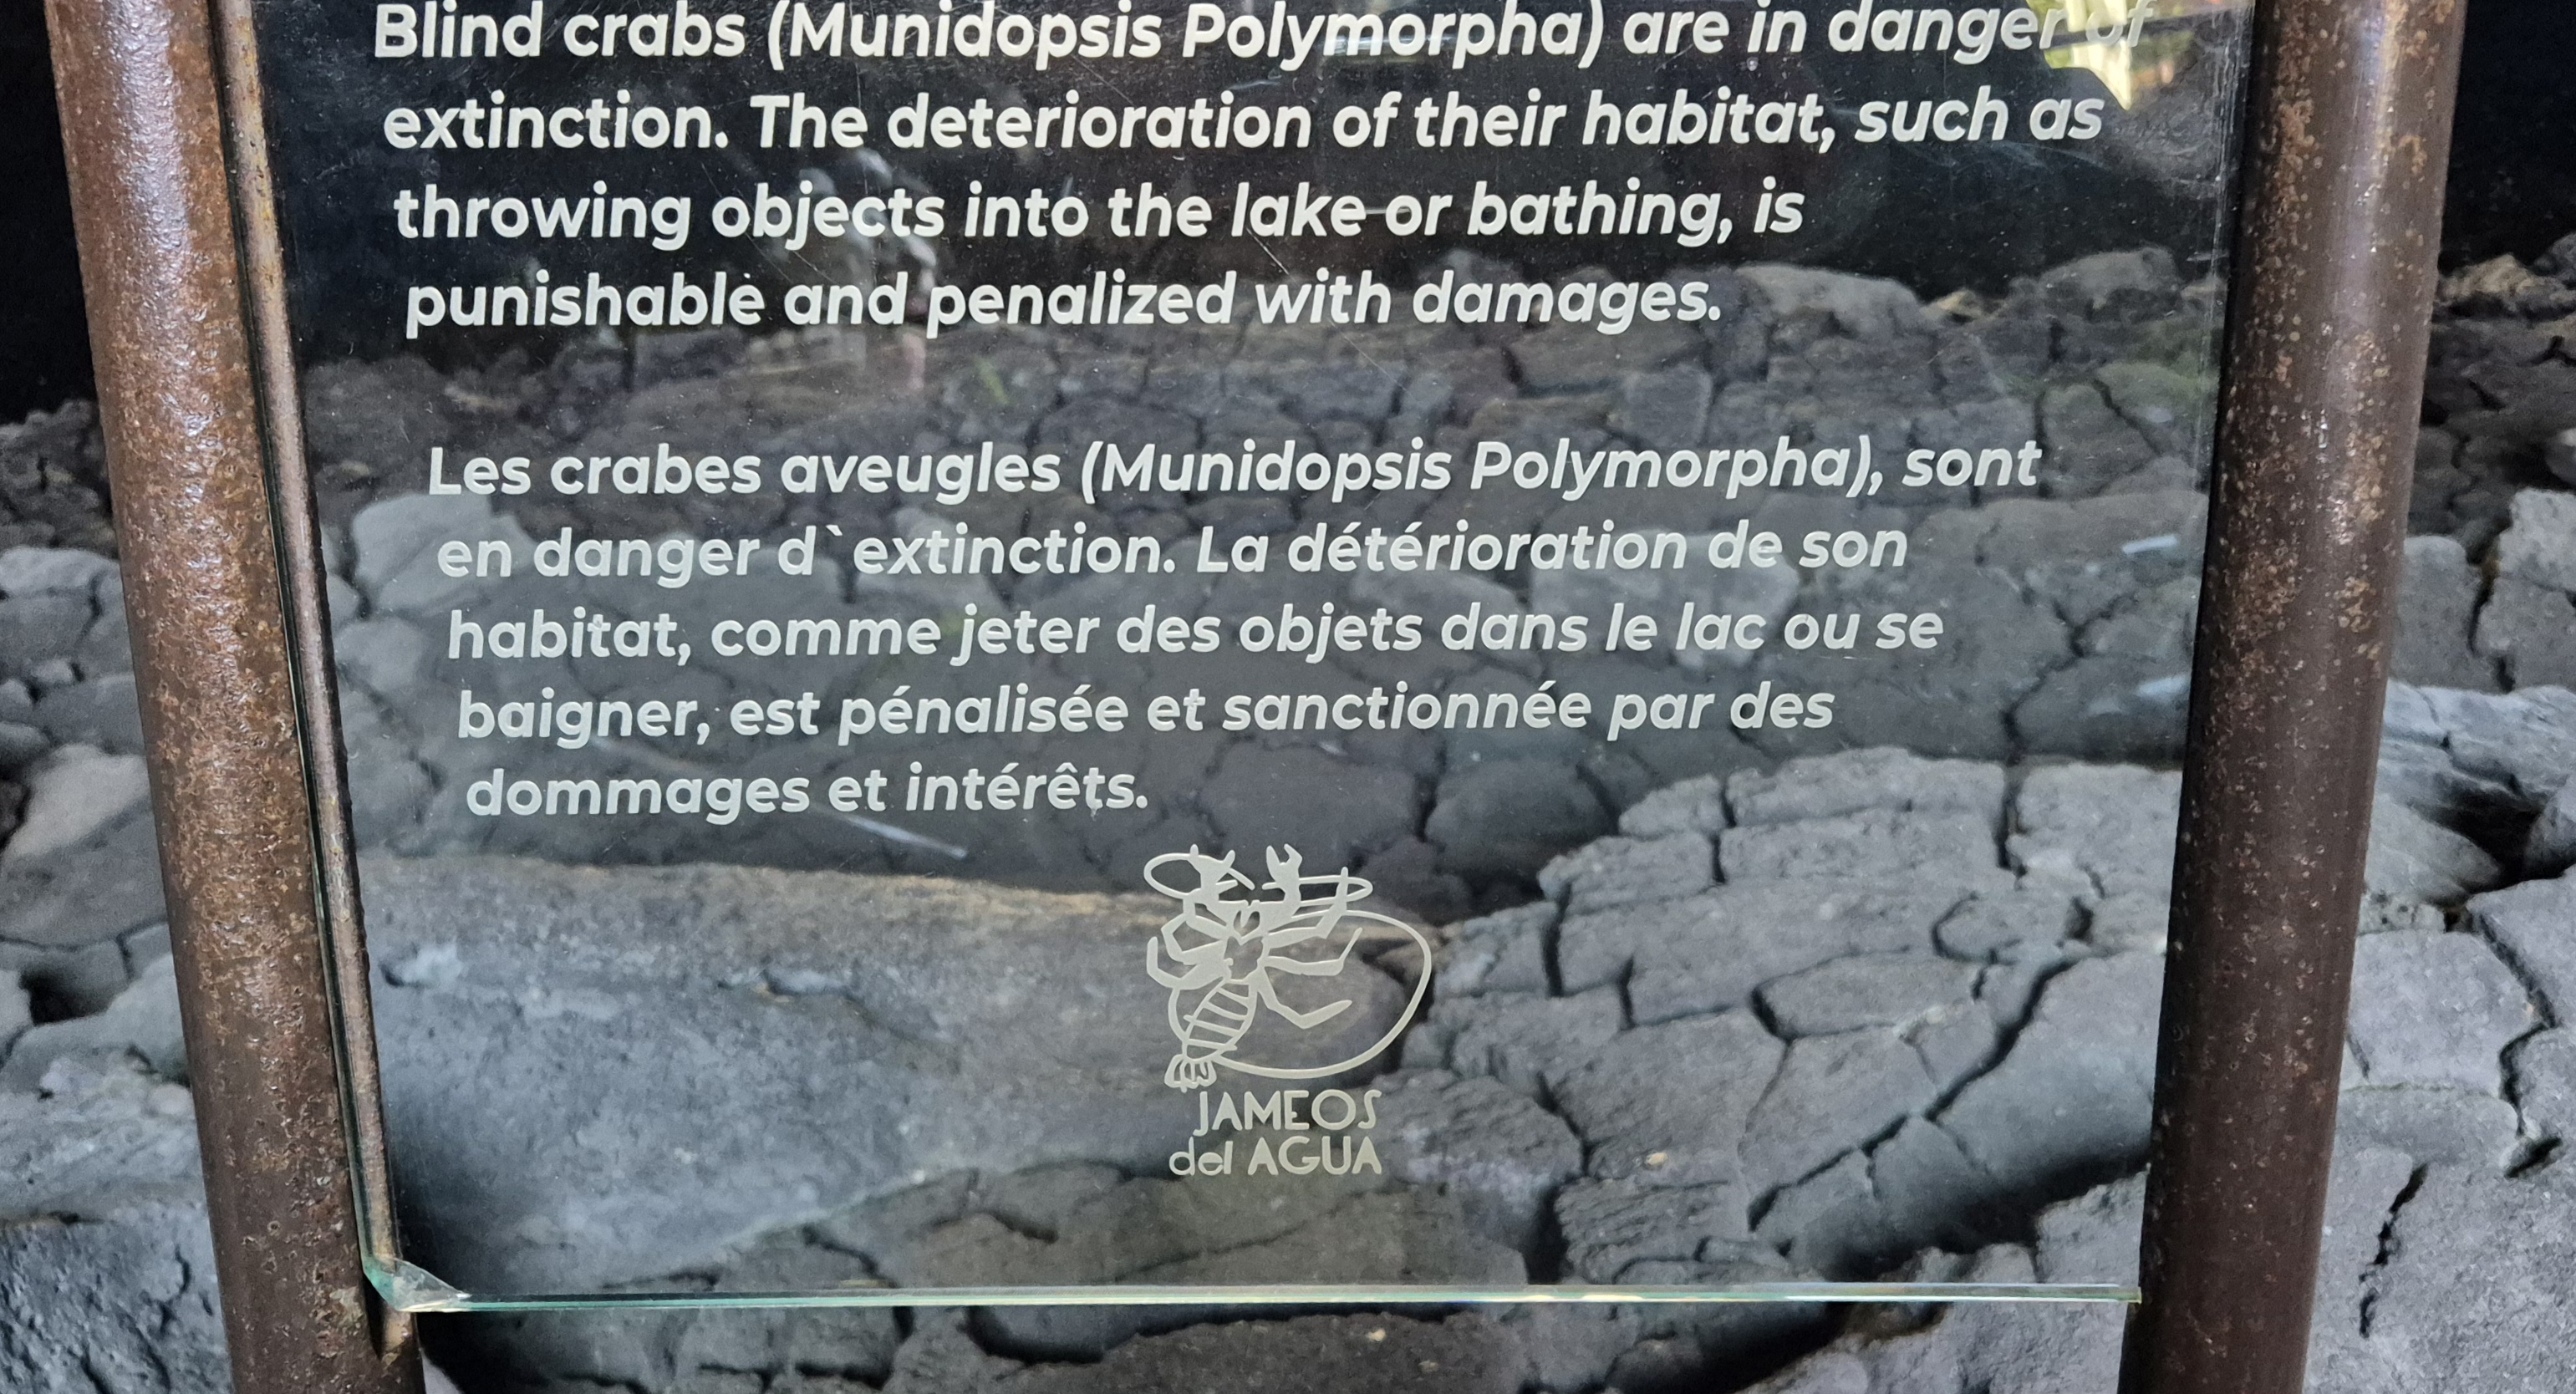 Blind crabs (Munidopsis Polymorpha) are in danger of
extinction. The deterioration of their habitat, such as
throwing objects into the lake or bathing, is
punishable and penalized with damages.
Les crabes aveugles (Munidopsis Polymorpha), sont
en danger d`extinction. La détérioration de son
habitat, comme jeter des objets dans le lac ou se
baigner, est pénalisée et sanctionnée par des
dommages et intérêts.
JAMEOS
del AGUA